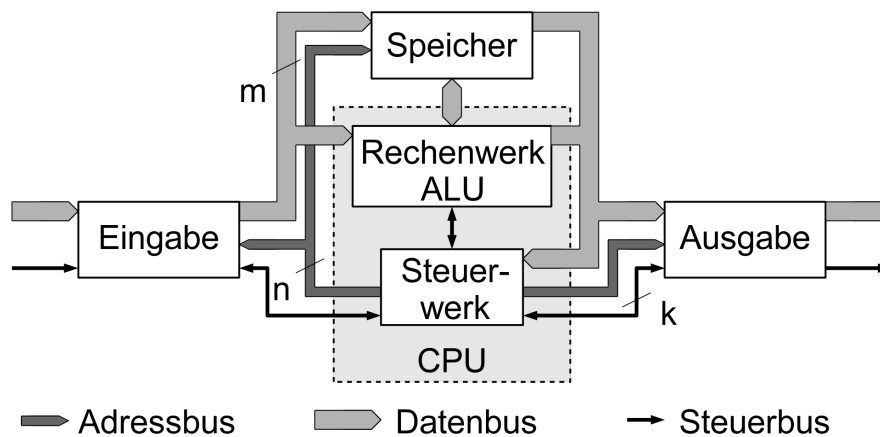 Speicher
m
Rechenwerk
ALU
Eingabe
Ausgabe
Steuer-
werk
n
k
CPU
Adressbus
Datenbus
Steuerbus